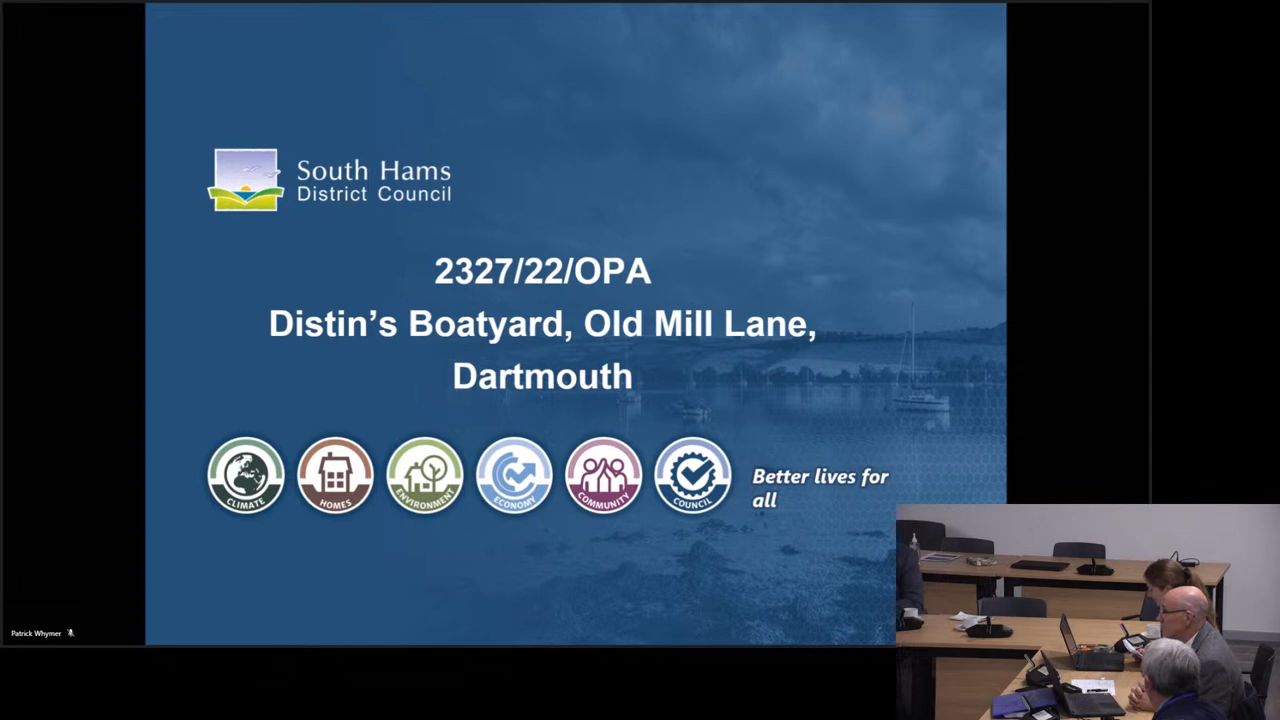 South Hams
District Council
2327/22/OPA
Distin’s Boatyard, Old Mill Lane,
Dartmouth
CLIMATE
HOMES
ENVIRONMENT
ECONOMY
COMMUNITY
COUNCIL
Better lives for
all
Patrick Whymer